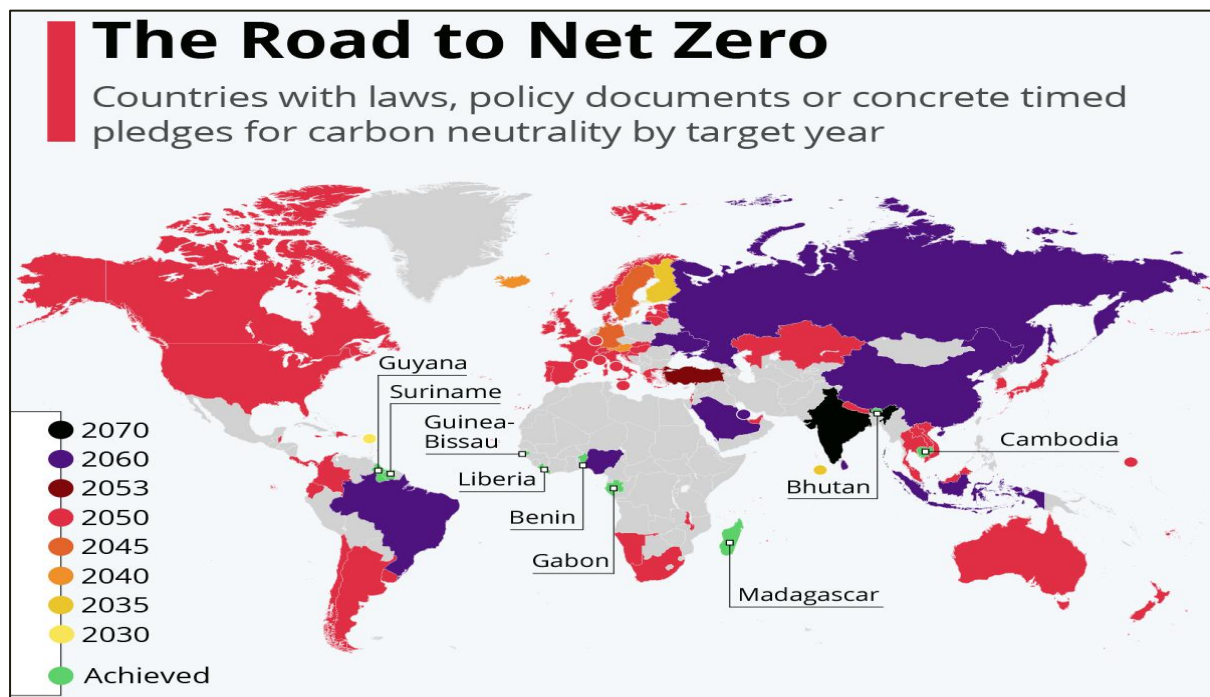 The Road to Net Zero
Countries with laws, policy documents or concrete timed
pledges for carbon neutrality by target year
Guyana
Suriname
Guinea-
Bissau
Liberia
Benin
Gabon
Madagascar
Bhutan
Cambodia
2070
2060
2053
2050
2045
2040
2035
2030
Achieved